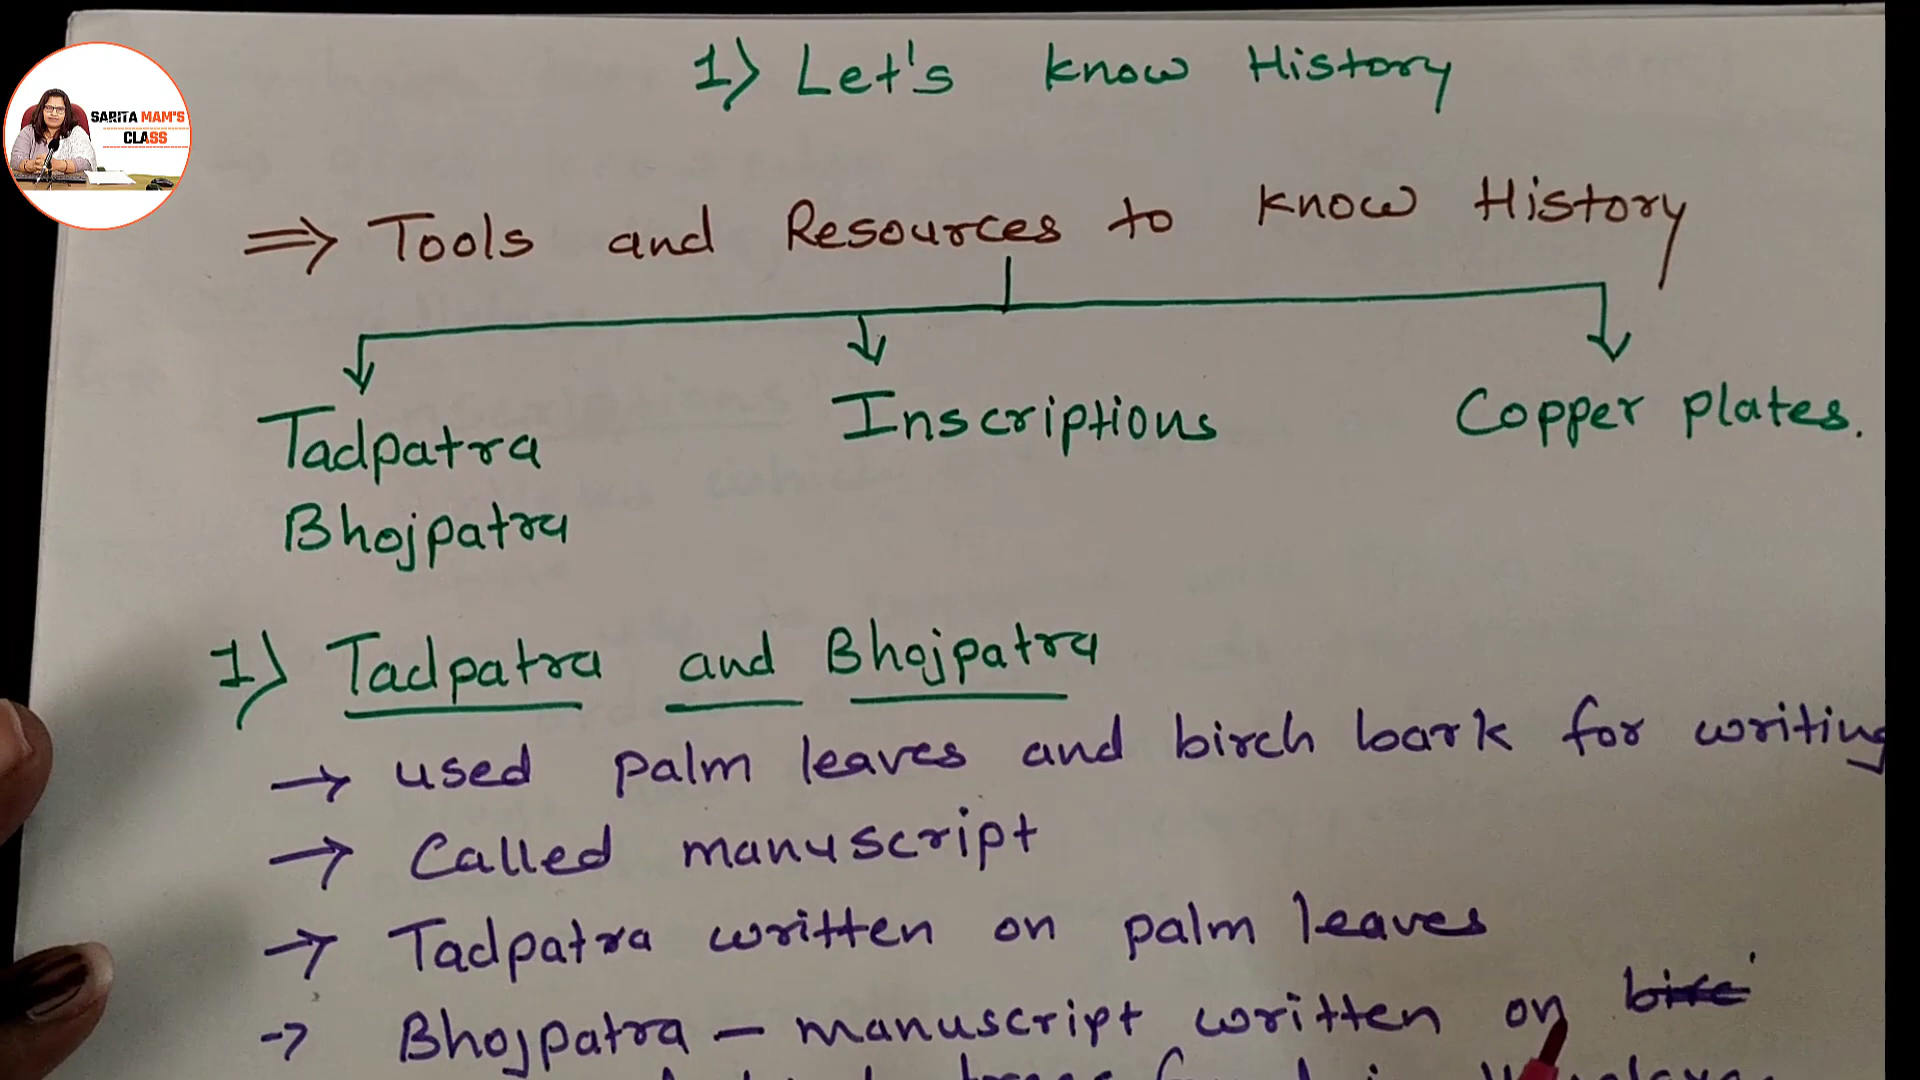 SARITA MAM'S
CLASS
1) Let's know History
⇒ Tools and Resources to know History
Tadpatra
Bhojpatra
Inscriptions
Copper plates.
1) Tadpatra and Bhojpatra
→ used palm leaves and birch bark for writing
→ Called manuscript
→ Tadpatra written on palm leaves
→ Bhojpatra - manuscript written on